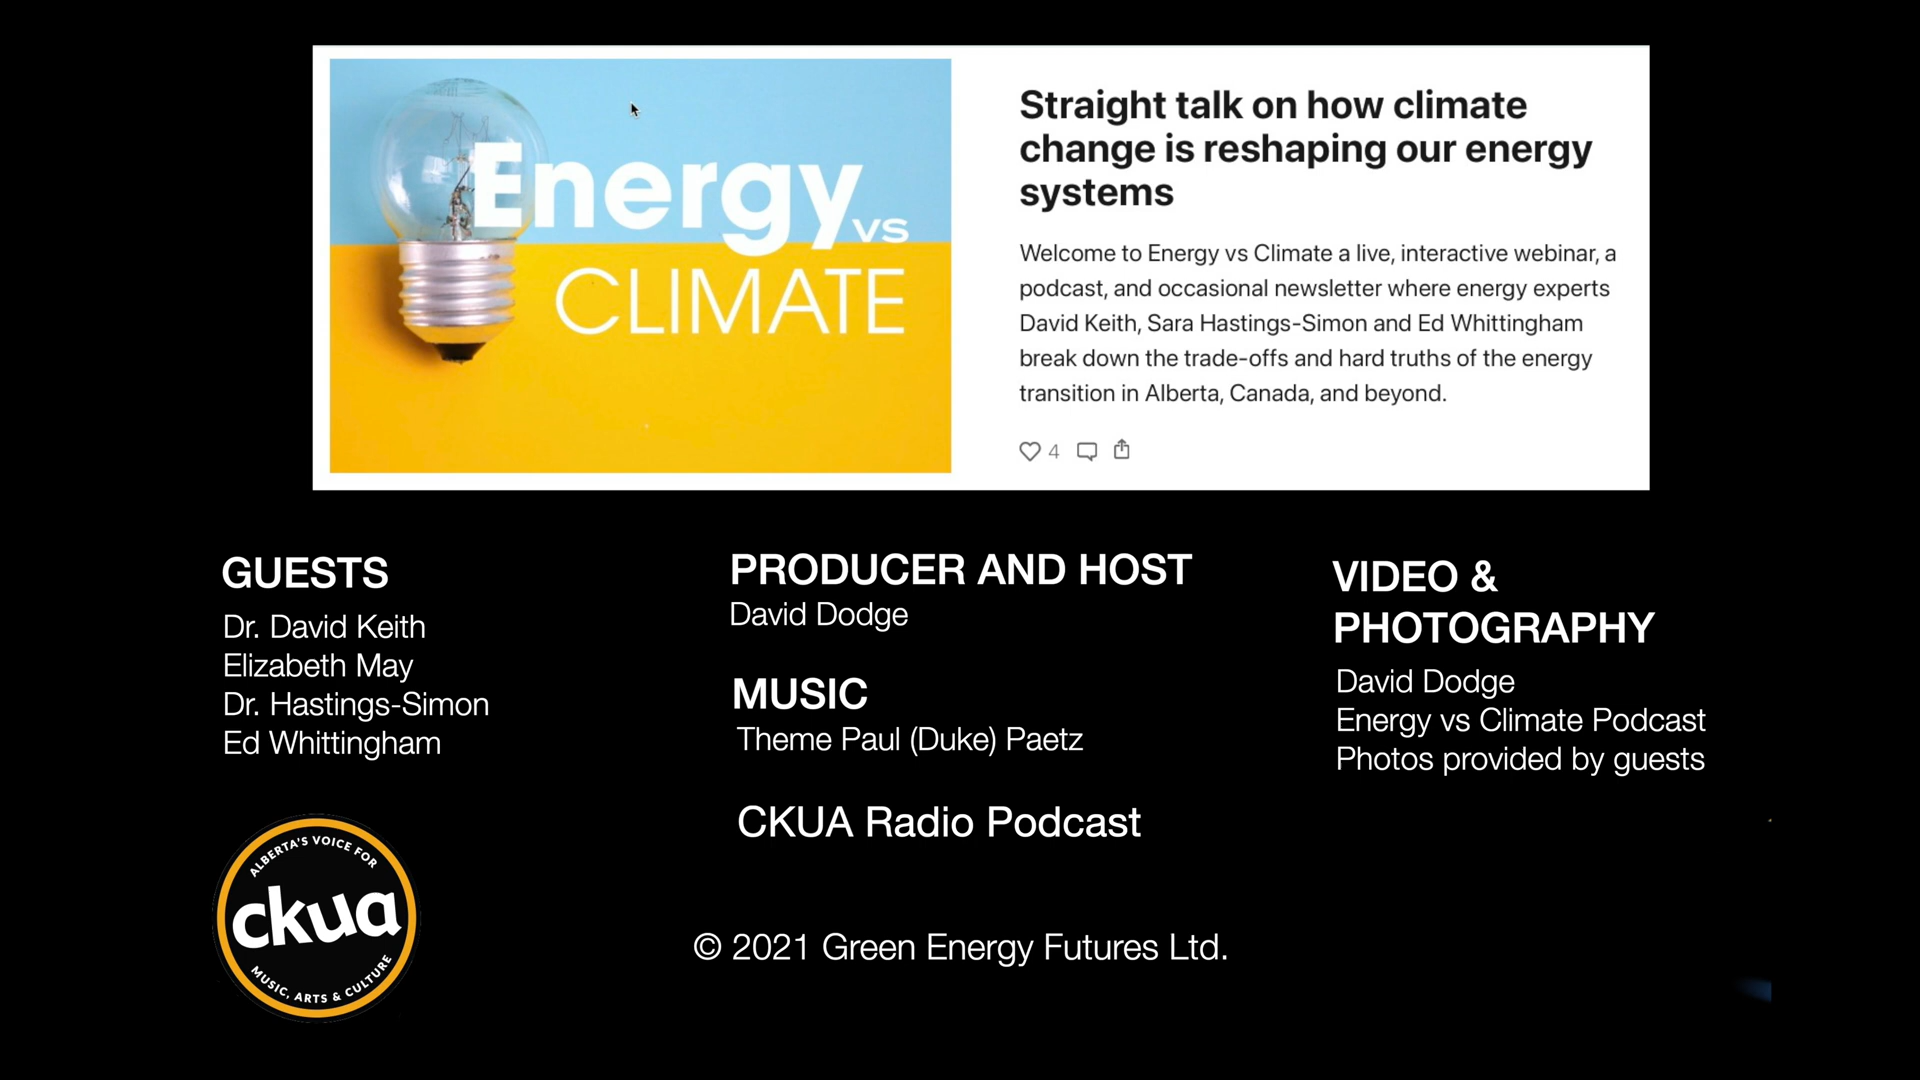 Energy vs
CLIMATE
Straight talk on how climate
change is reshaping our energy
systems
Welcome to Energy vs Climate a live, interactive webinar, a
podcast, and occasional newsletter where energy experts
David Keith, Sara Hastings-Simon and Ed Whittingham
break down the trade-offs and hard truths of the energy
transition in Alberta, Canada, and beyond.
4
GUESTS
Dr. David Keith
Elizabeth May
Dr. Hastings-Simon
Ed Whittingham
PRODUCER AND HOST
David Dodge
MUSIC
Theme Paul (Duke) Paetz
CKUA Radio Podcast
VIDEO &
PHOTOGRAPHY
David Dodge
Energy vs Climate Podcast
Photos provided by guests
ALBERTA'S VOICE FOR
ckua
MUSIC, ARTS & CULTURE
© 2021 Green Energy Futures Ltd.